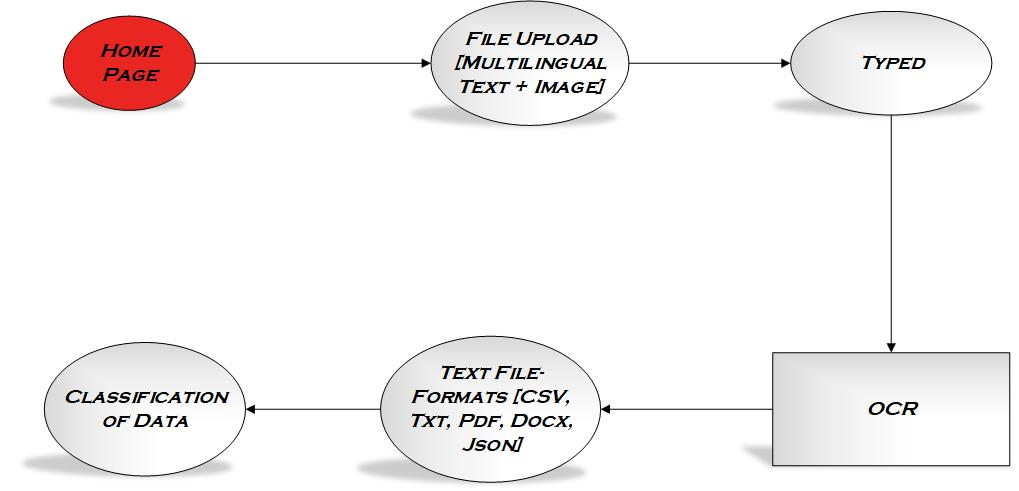 Home
Page
File Upload
[Multilingual
Text + Image]
Typed
OCR
Text File-
Formats [CSV,
Txt, Pdf, Docx,
Json]
Classification
of Data